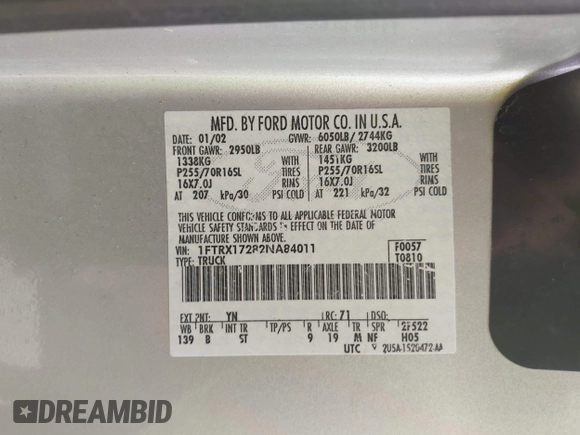 MFD. BY FORD MOTOR CO. IN U.S.A.
DATE: 01/02 GVWR: 6050LB/ 2744KG
FRONT GAWR: 2950LB REAR GAWR: 3200LB
1338KG WITH 1451KG WITH
P255/70R16SL TIRES P255/70R16SL TIRES
16X7.0J RIMS 16X7.0J RIMS
AT 207 kPa/30 PSI COLD AT 221 kPa/32 PSI COLD
THIS VEHICLE CONFORMS TO ALL APPLICABLE FEDERAL MOTOR
VEHICLE SAFETY STANDARDS IN EFFECT ON THE DATE OF
MANUFACTURE SHOWN ABOVE.
VIN: 1FTRX17282NA84011 F0057
TYPE: TRUCK T0810
EXT PNT: YN RC: 71 DSO:
WB BRK INT TR TP/PS R AXLE TR SPR 2F522
139 B ST 9 19 M NF H05
UTC 2U5A-1520472-AA
DREAMBID